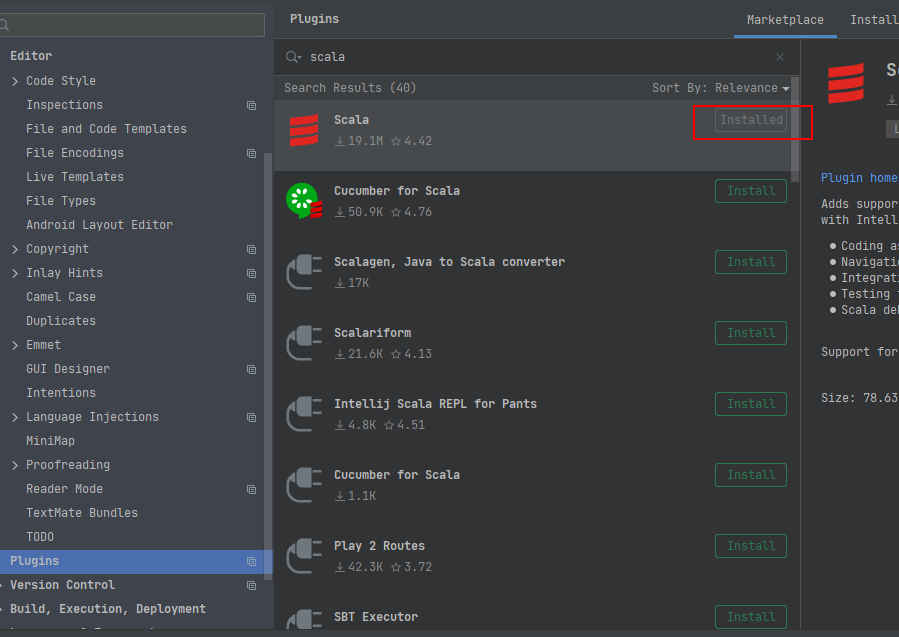 Plugins
Marketplace
Install
scala
Editor
Code Style
Inspections
File and Code Templates
File Encodings
Live Templates
File Types
Android Layout Editor
Copyright
Inlay Hints
Camel Case
Duplicates
Emmet
GUI Designer
Intentions
Language Injections
MiniMap
Proofreading
Reader Mode
TextMate Bundles
TODO
Plugins
Version Control
Build, Execution, Deployment
Search Results (40)
Sort By: Relevance
Scala
Installed
19.1M 4.42
Cucumber for Scala
Install
50.9K 4.76
Scalagen, Java to Scala converter
Install
17K
Scalariform
Install
21.6K 4.13
Intellij Scala REPL for Pants
Install
4.8K 4.51
Cucumber for Scala
Install
1.1K
Play 2 Routes
Install
42.3K 3.72
SBT Executor
Install
Plugin home
Adds suppor
with Intell
Coding as
Navigati
Integrati
Testing
Scala de
Support for
Size: 78.63